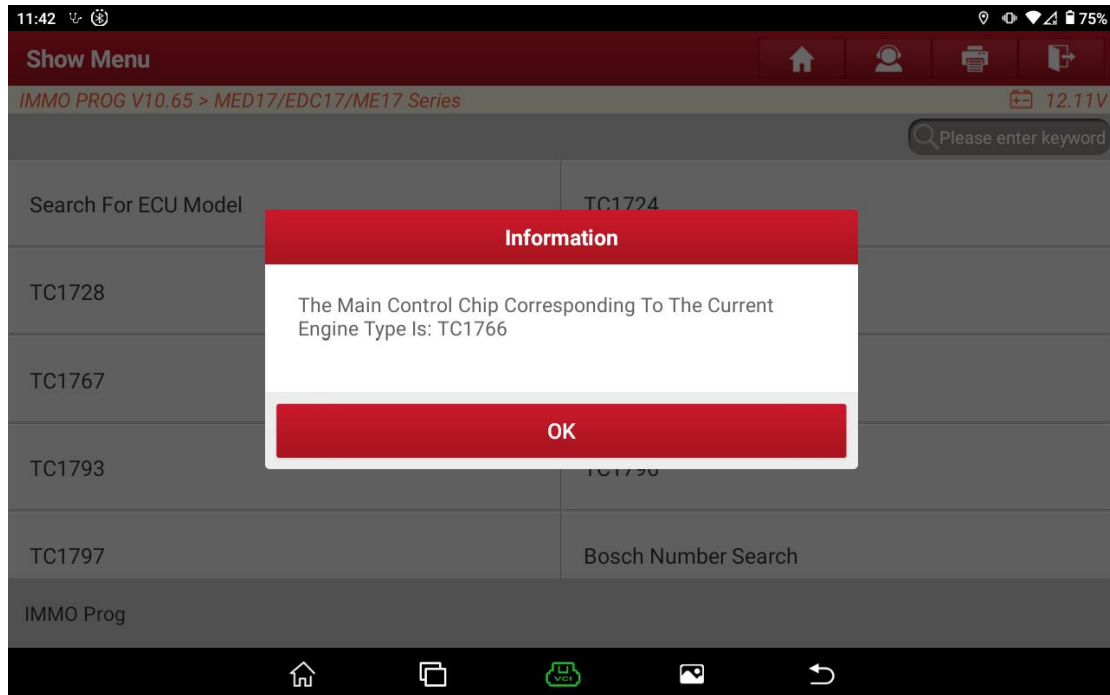 11:42
75%
Show Menu
IMMO PROG V10.65 > MED17/EDC17/ME17 Series
12.11V
Please enter keyword
Search For ECU Model
TC1724
Information
TC1728
The Main Control Chip Corresponding To The Current
Engine Type Is: TC1766
TC1767
OK
TC1793
TC1797
Bosch Number Search
IMMO Prog
VCI